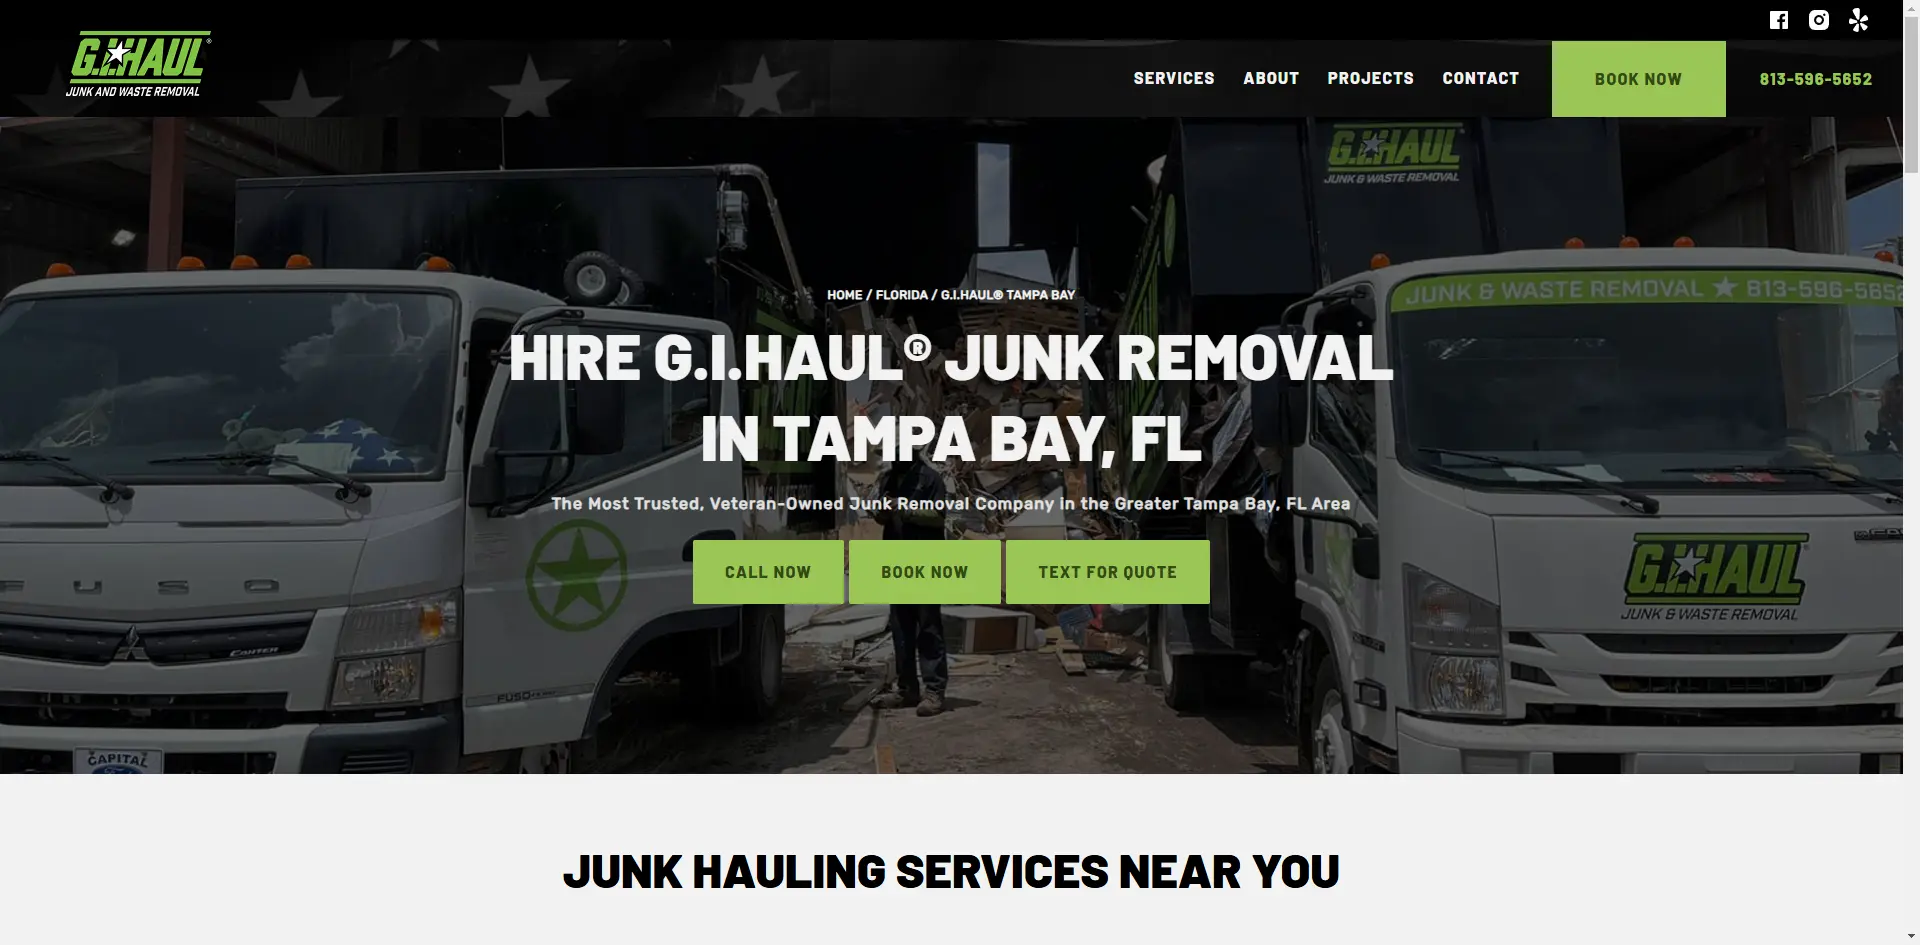 G.I.HAUL®
JUNK AND WASTE REMOVAL
SERVICES ABOUT PROJECTS CONTACT BOOK NOW 813-596-5652
G.I.HAUL
JUNK & WASTE REMOVAL
JUNK & WASTE REMOVAL ★ 813-596-5652
HOME / FLORIDA / G.I.HAUL® TAMPA BAY
HIRE G.I.HAUL® JUNK REMOVAL
IN TAMPA BAY, FL
The Most Trusted, Veteran-Owned Junk Removal Company in the Greater Tampa Bay, FL Area
CALL NOW BOOK NOW TEXT FOR QUOTE
G.I.HAUL
JUNK & WASTE REMOVAL
FUSO
CANTER
FUSO
CAPITAL
JUNK HAULING SERVICES NEAR YOU